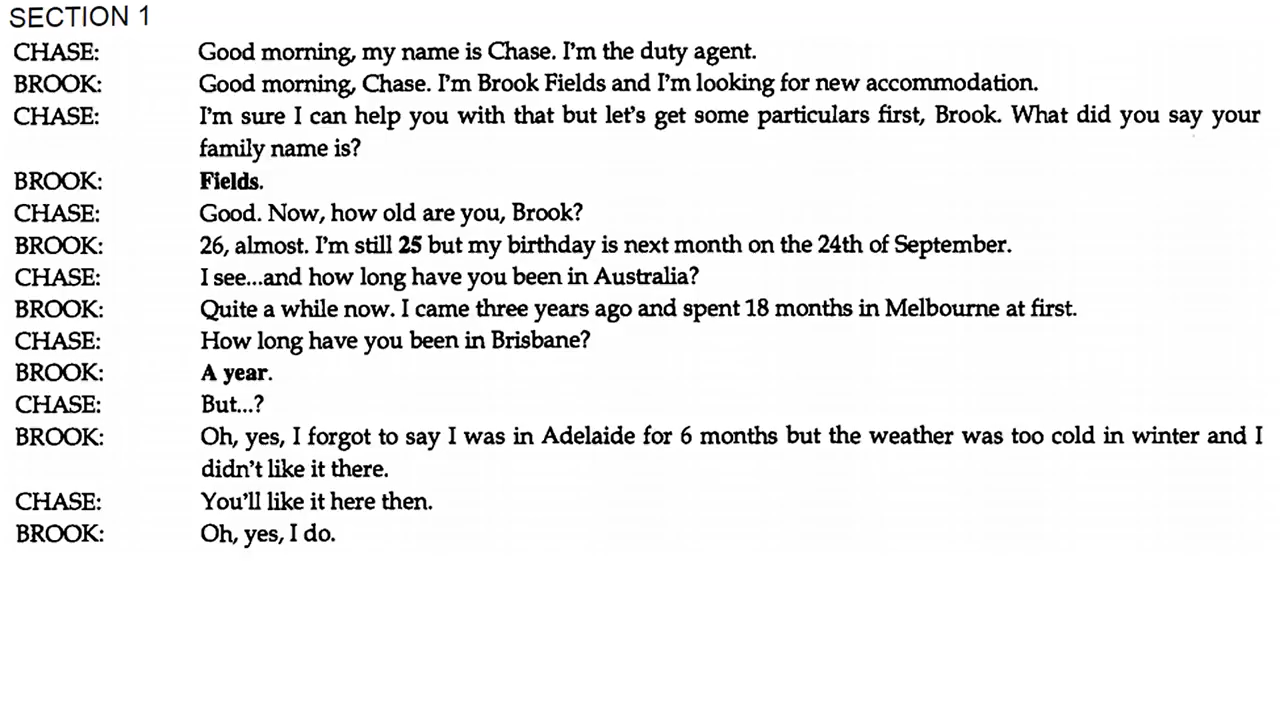 SECTION 1
CHASE: Good morning, my name is Chase. I'm the duty agent.
BROOK: Good morning, Chase. I'm Brook Fields and I'm looking for new accommodation.
CHASE: I'm sure I can help you with that but let's get some particulars first, Brook. What did you say your
family name is?
BROOK: Fields.
CHASE: Good. Now, how old are you, Brook?
BROOK: 26, almost. I'm still 25 but my birthday is next month on the 24th of September.
CHASE: I see...and how long have you been in Australia?
BROOK: Quite a while now. I came three years ago and spent 18 months in Melbourne at first.
CHASE: How long have you been in Brisbane?
BROOK: A year.
CHASE: But...?
BROOK: Oh, yes, I forgot to say I was in Adelaide for 6 months but the weather was too cold in winter and I
didn't like it there.
CHASE: You'll like it here then.
BROOK: Oh, yes, I do.